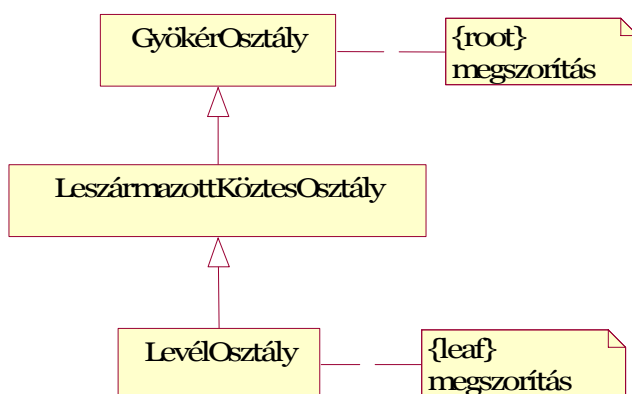 GyökérOsztály
{root}
megszorítás
LeszármazottKöztesOsztály
LevélOsztály
{leaf}
megszorítás